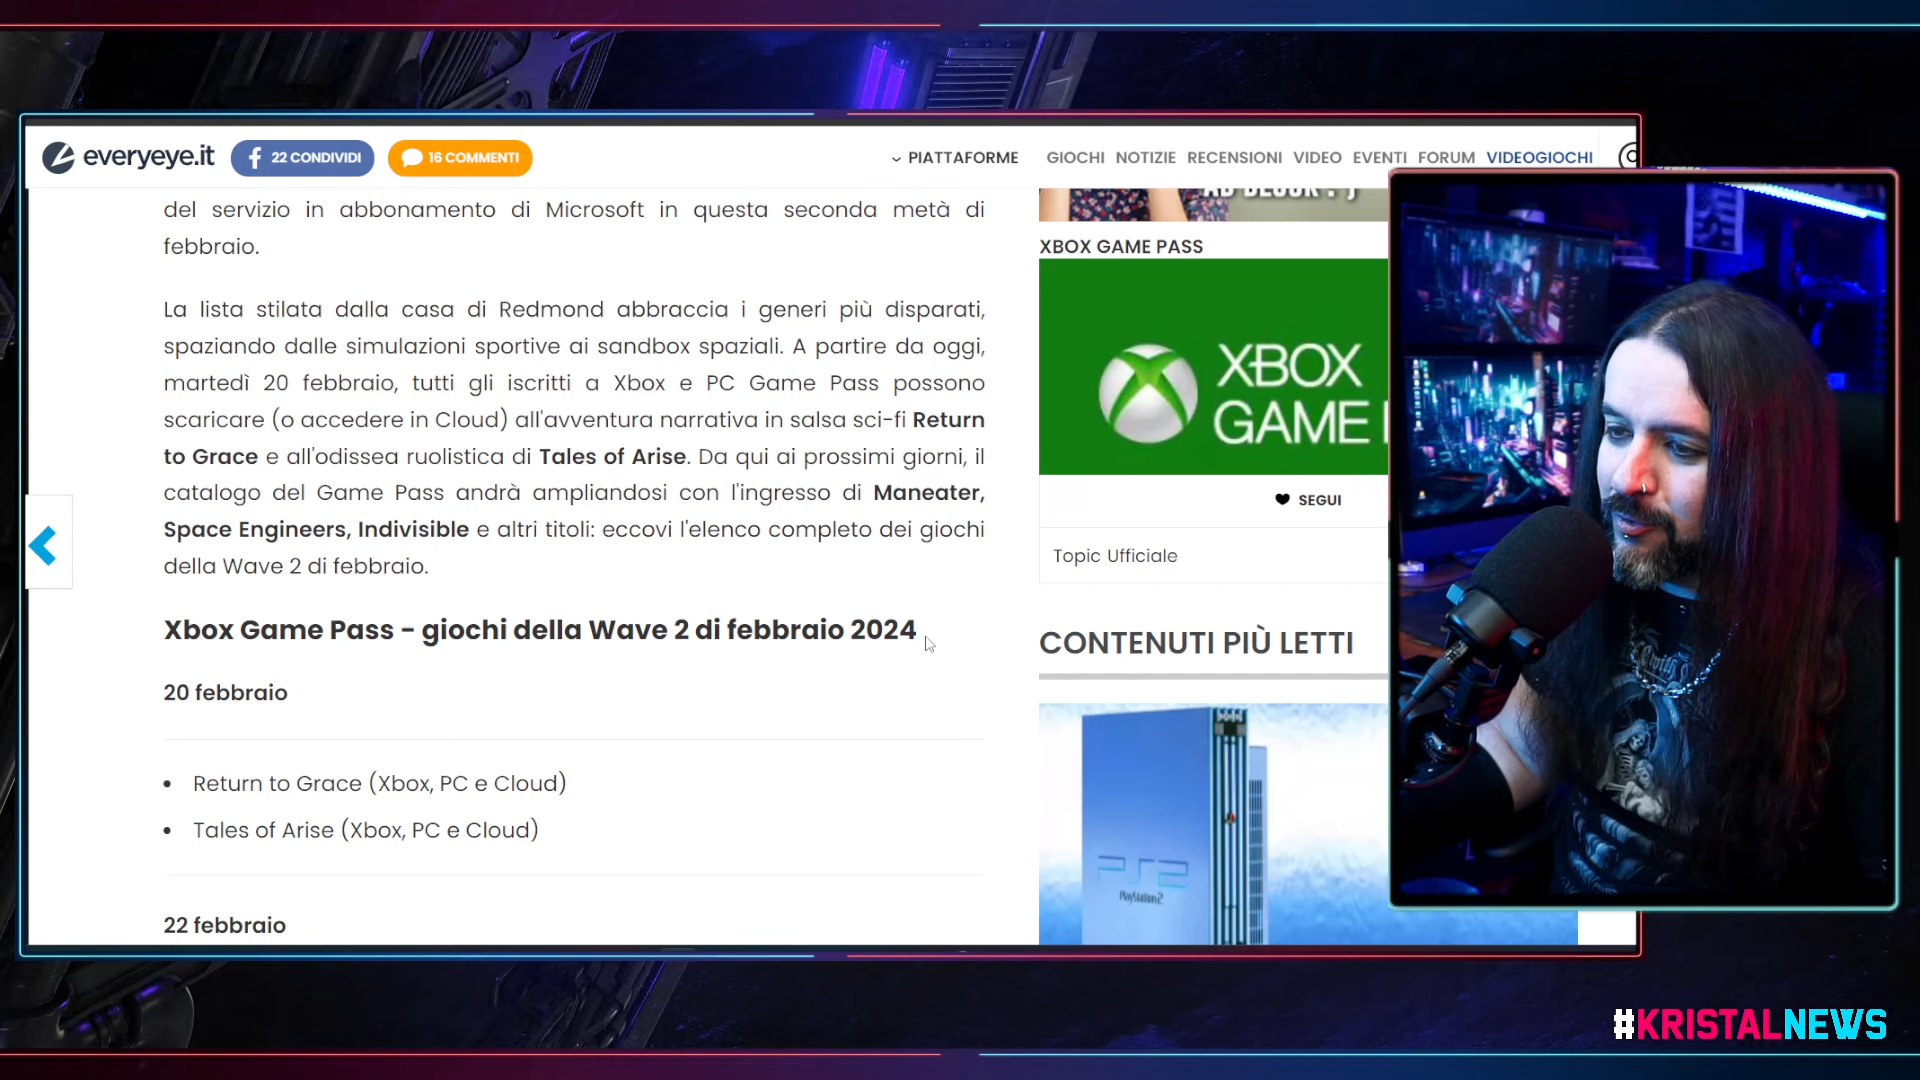 everyeye.it
22 CONDIVIDI
16 COMMENTI
PIATTAFORME
GIOCHI NOTIZIE RECENSIONI VIDEO EVENTI FORUM VIDEOGIOCHI
del servizio in abbonamento di Microsoft in questa seconda metà di
febbraio.
La lista stilata dalla casa di Redmond abbraccia i generi più disparati,
spaziando dalle simulazioni sportive ai sandbox spaziali. A partire da oggi,
martedì 20 febbraio, tutti gli iscritti a Xbox e PC Game Pass possono
scaricare (o accedere in Cloud) all'avventura narrativa in salsa sci-fi Return
to Grace e all'odissea ruolistica di Tales of Arise. Da qui ai prossimi giorni, il
catalogo del Game Pass andrà ampliandosi con l'ingresso di Maneater,
Space Engineers, Indivisible e altri titoli: eccovi l'elenco completo dei giochi
della Wave 2 di febbraio.
Xbox Game Pass - giochi della Wave 2 di febbraio 2024
20 febbraio
• Return to Grace (Xbox, PC e Cloud)
• Tales of Arise (Xbox, PC e Cloud)
22 febbraio
XBOX GAME PASS
XBOX
GAME
SEGUI
Topic Ufficiale
CONTENUTI PIÙ LETTI
PS2
PlayStation 2
#KRISTALNEWS